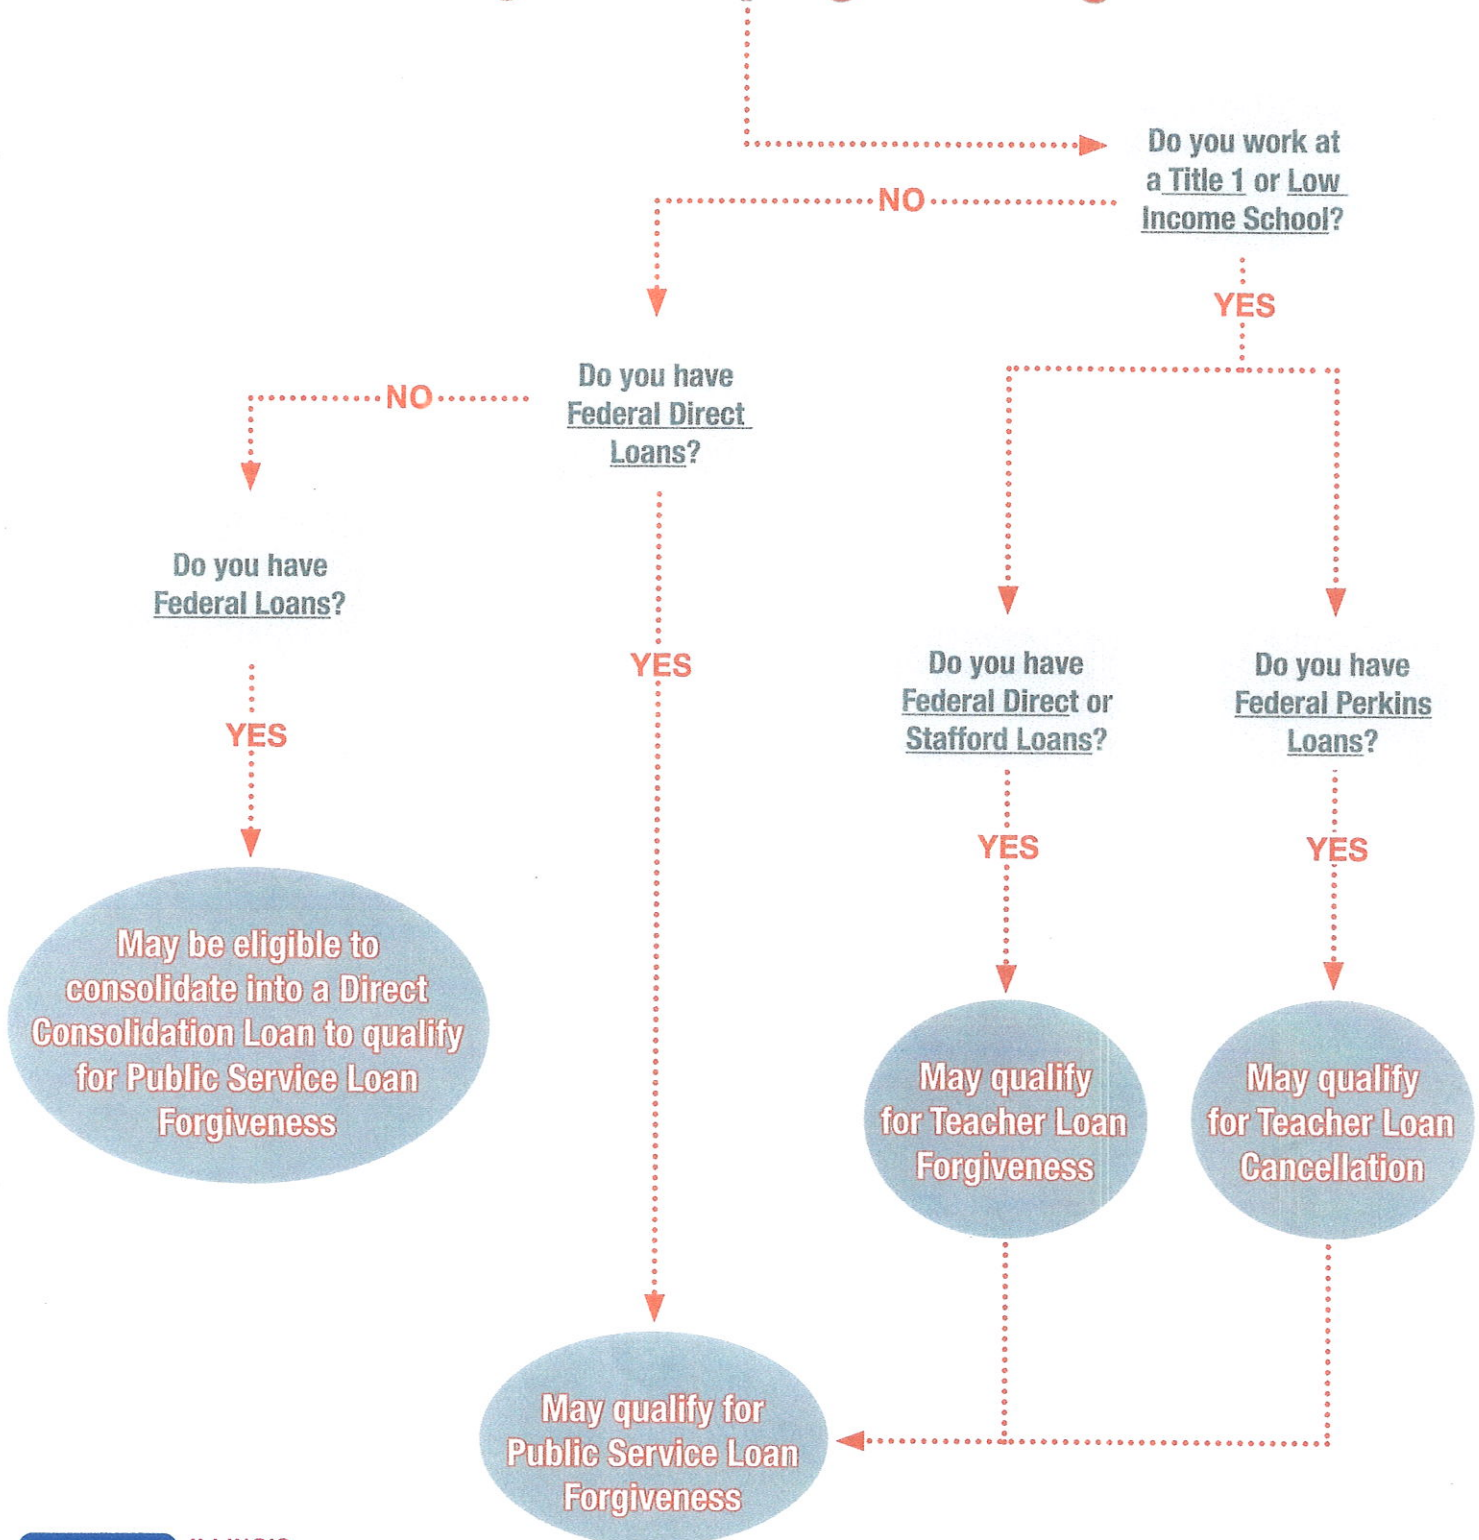 Do you work at
a Title 1 or Low
Income School?
NO
YES
Do you have
Federal Direct
Loans?
NO
Do you have
Federal Loans?
YES
YES
Do you have
Federal Direct or
Stafford Loans?
Do you have
Federal Perkins
Loans?
YES
YES
May be eligible to
consolidate into a Direct
Consolidation Loan to qualify
for Public Service Loan
Forgiveness
May qualify
for Teacher Loan
Forgiveness
May qualify
for Teacher Loan
Cancellation
May qualify for
Public Service Loan
Forgiveness